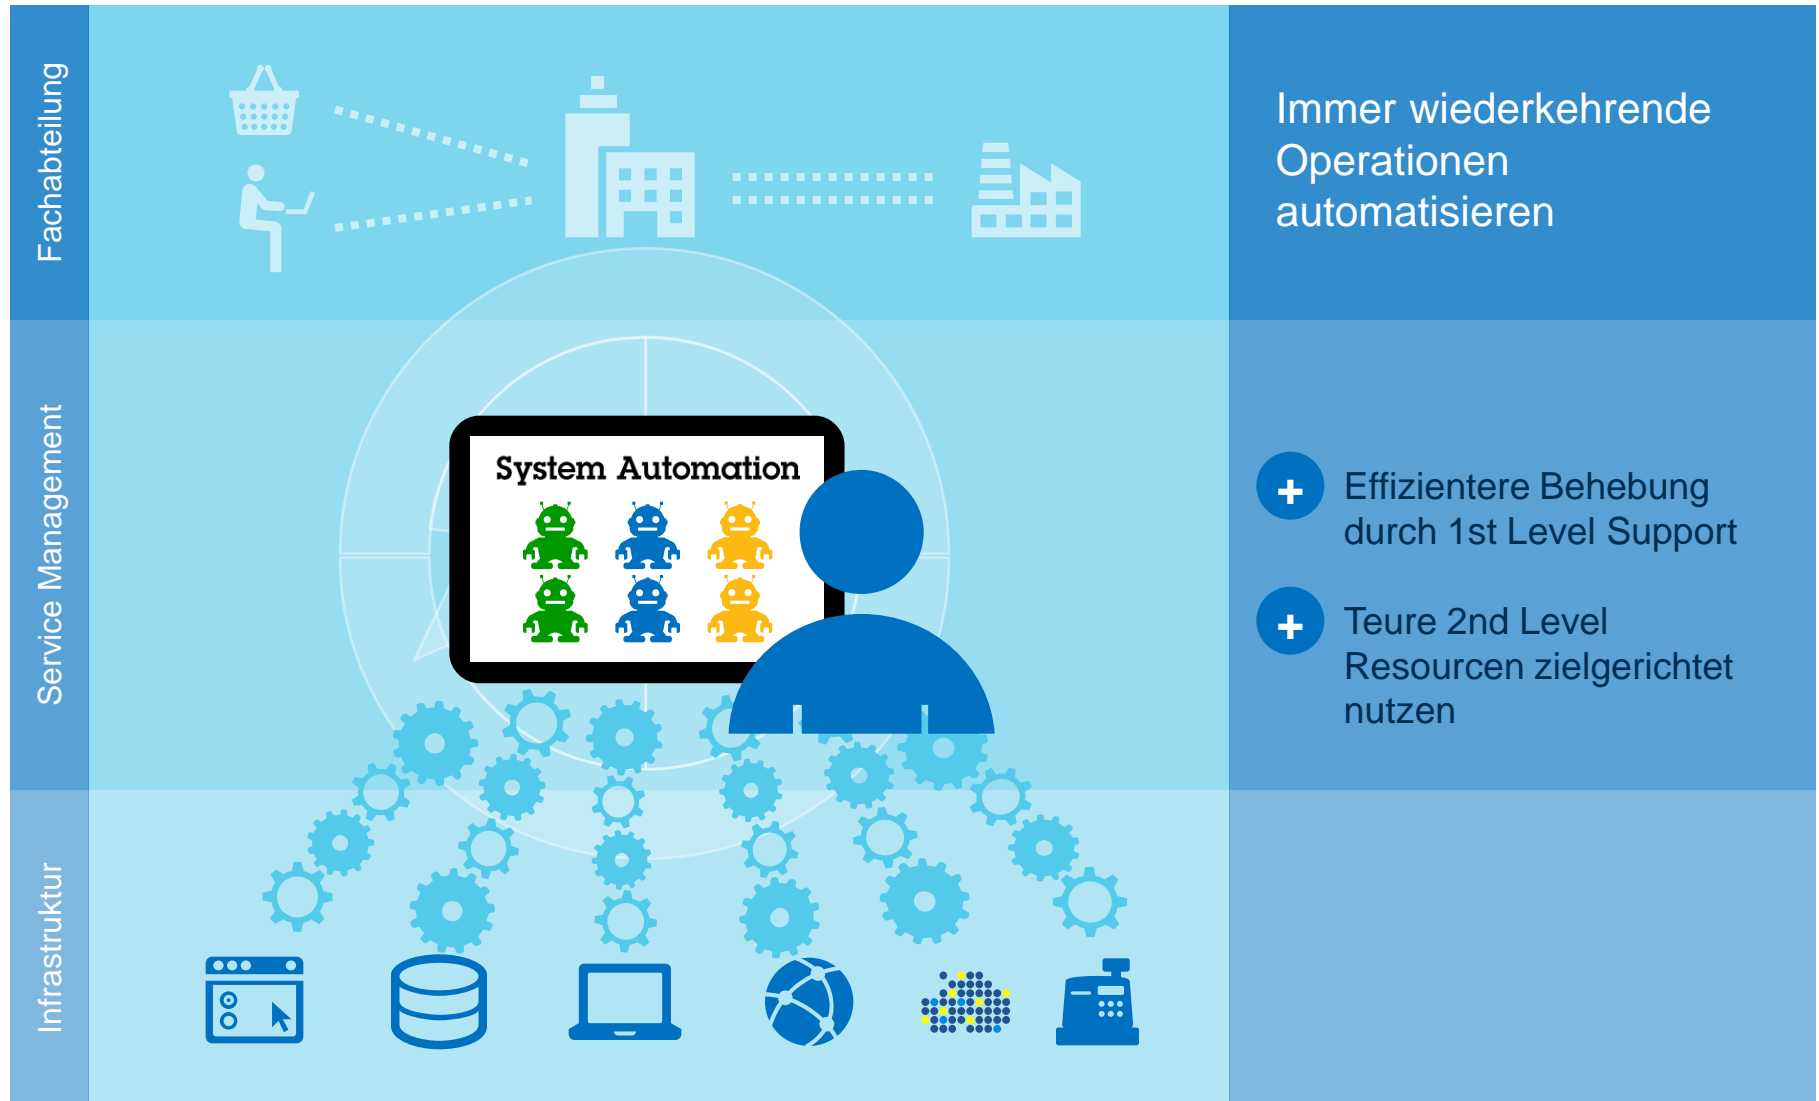 Fachabteilung
Immer wiederkehrende
Operationen
automatisieren
Service Management
System Automation
+ Effizientere Behebung
durch 1st Level Support
+ Teure 2nd Level
Resourcen zielgerichtet
nutzen
Infrastruktur